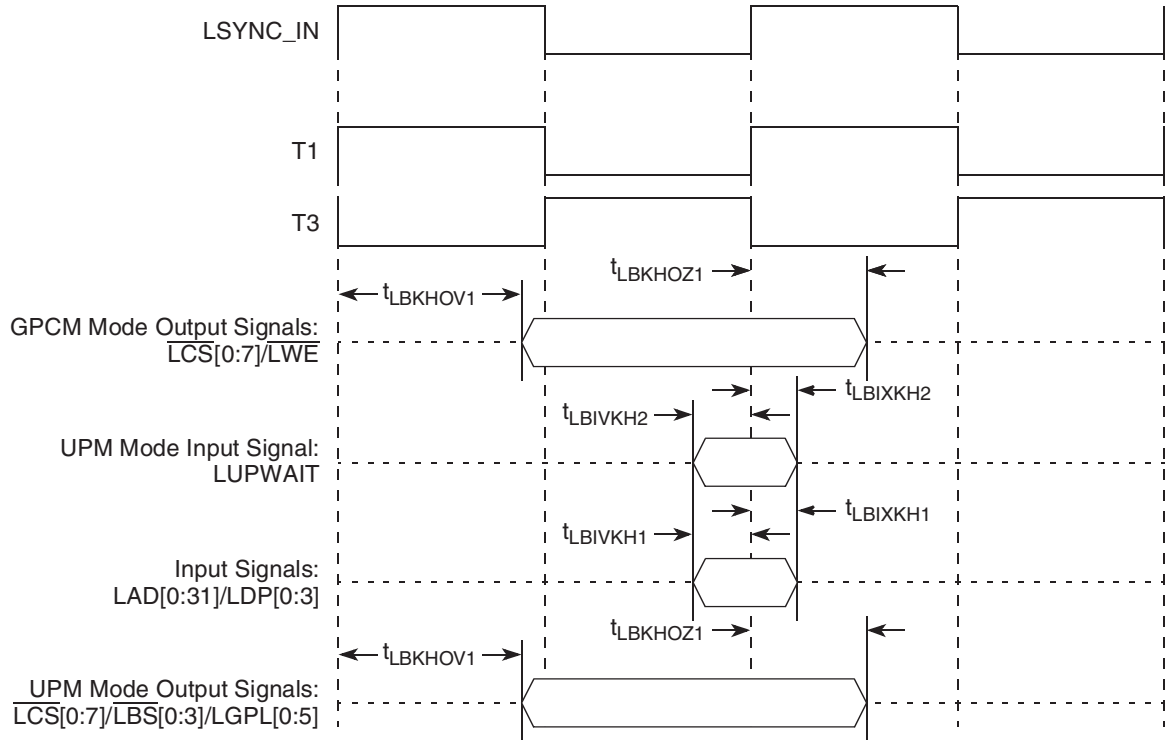 LSYNC_IN
T1
T3
tLBKHOZ1
tLBKHOV1
GPCM Mode Output Signals:
LCS[0:7]/LWE
tLBIXKH2
tLBIVKH2
UPM Mode Input Signal:
LUPWAIT
tLBIXKH1
tLBIVKH1
Input Signals:
LAD[0:31]/LDP[0:3]
tLBKHOZ1
tLBKHOV1
UPM Mode Output Signals:
LCS[0:7]/LBS[0:3]/LGPL[0:5]